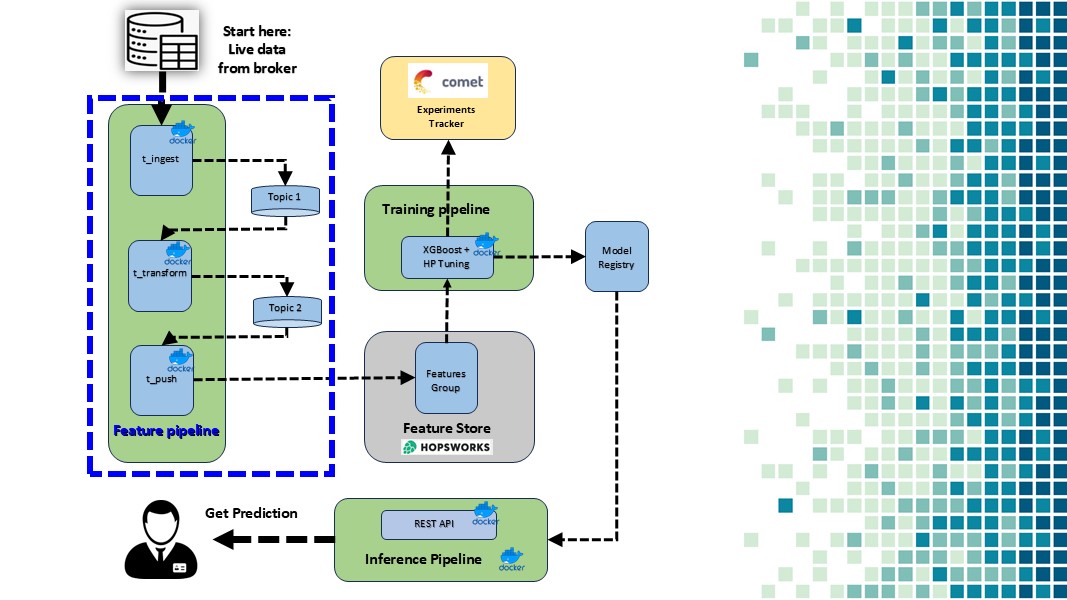 Start here:
Live data
from broker
docker
t_ingest
Topic 1
docker
t_transform
Topic 2
docker
t_push
Feature pipeline
comet
Experiments
Tracker
Training pipeline
XGBoost +
HP Tuning
docker
Model
Registry
Features
Group
Feature Store
HOPSWORKS
Get Prediction
REST API
docker
Inference Pipeline
docker